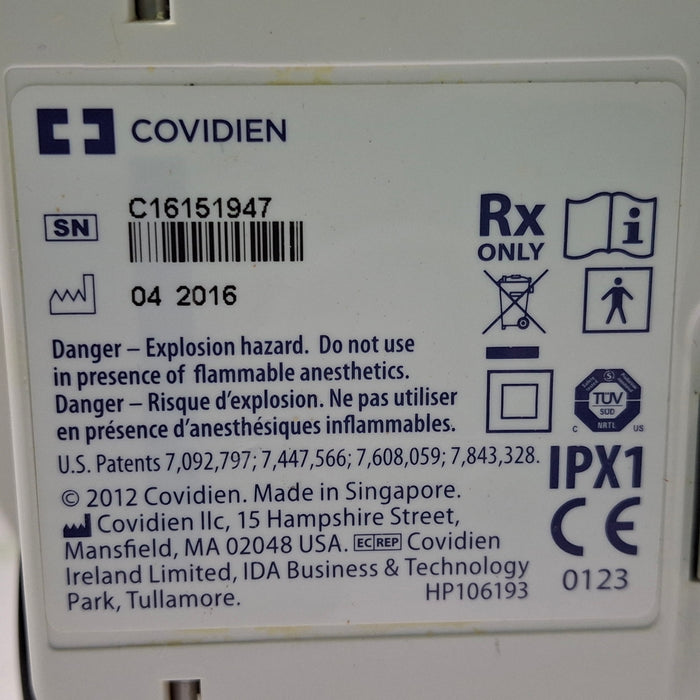 COVIDIEN
SN C16151947
04 2016
Rx
ONLY
i
Danger – Explosion hazard. Do not use
in presence of flammable anesthetics.
Danger – Risque d'explosion. Ne pas utiliser
en présence d'anesthésiques inflammables.
U.S. Patents 7,092,797; 7,447,566; 7,608,059; 7,843,328.
© 2012 Covidien. Made in Singapore.
Covidien llc, 15 Hampshire Street,
Mansfield, MA 02048 USA. EC REP Covidien
Ireland Limited, IDA Business & Technology
Park, Tullamore.
HP106193
TÜV
SÜD
NRTL
C US
IPX1
CE
0123